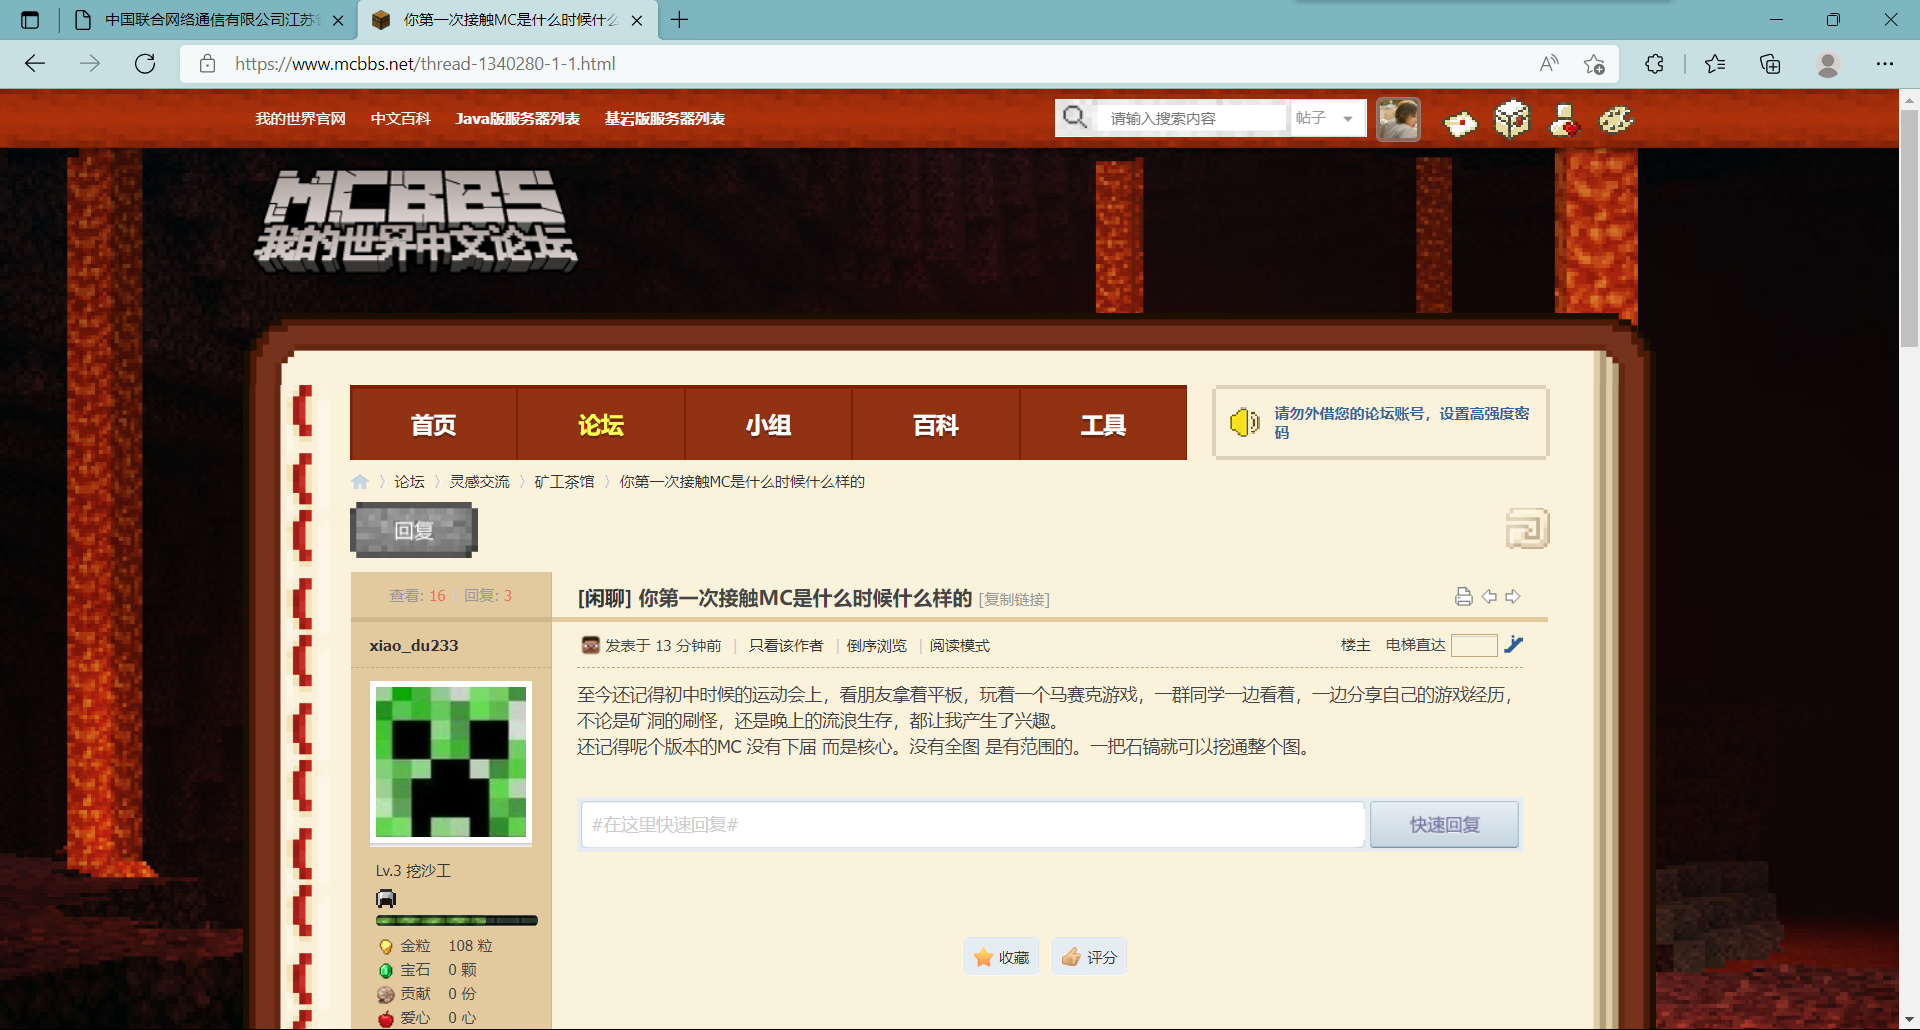 中国联合网络通信有限公司江苏
你第一次接触MC是什么时候什么
https://www.mcbbs.net/thread-1340280-1-1.html
我的世界官网 中文百科 Java版服务器列表 基岩版服务器列表
请输入搜索内容 帖子
MCBBS
我的世界中文论坛
首页 论坛 小组 百科 工具
请勿外借您的论坛账号，设置高强度密
码
论坛 灵感交流 矿工茶馆 你第一次接触MC是什么时候什么样的
回复
查看: 16 回复: 3
[闲聊] 你第一次接触MC是什么时候什么样的 [复制链接]
xiao_du233
发表于 13 分钟前 | 只看该作者 | 倒序浏览 | 阅读模式
楼主 电梯直达
至今还记得初中时候的运动会上，看朋友拿着平板，玩着一个马赛克游戏，一群同学一边看着，一边分享自己的游戏经历，
不论是矿洞的刷怪，还是晚上的流浪生存，都让我产生了兴趣。
还记得呢个版本的MC 没有下届 而是核心。没有全图 是有范围的。一把石镐就可以挖通整个图。
#在这里快速回复# 快速回复
Lv.3 挖沙工
金粒 108 粒
宝石 0 颗
贡献 0 份
爱心 0 心
收藏 评分